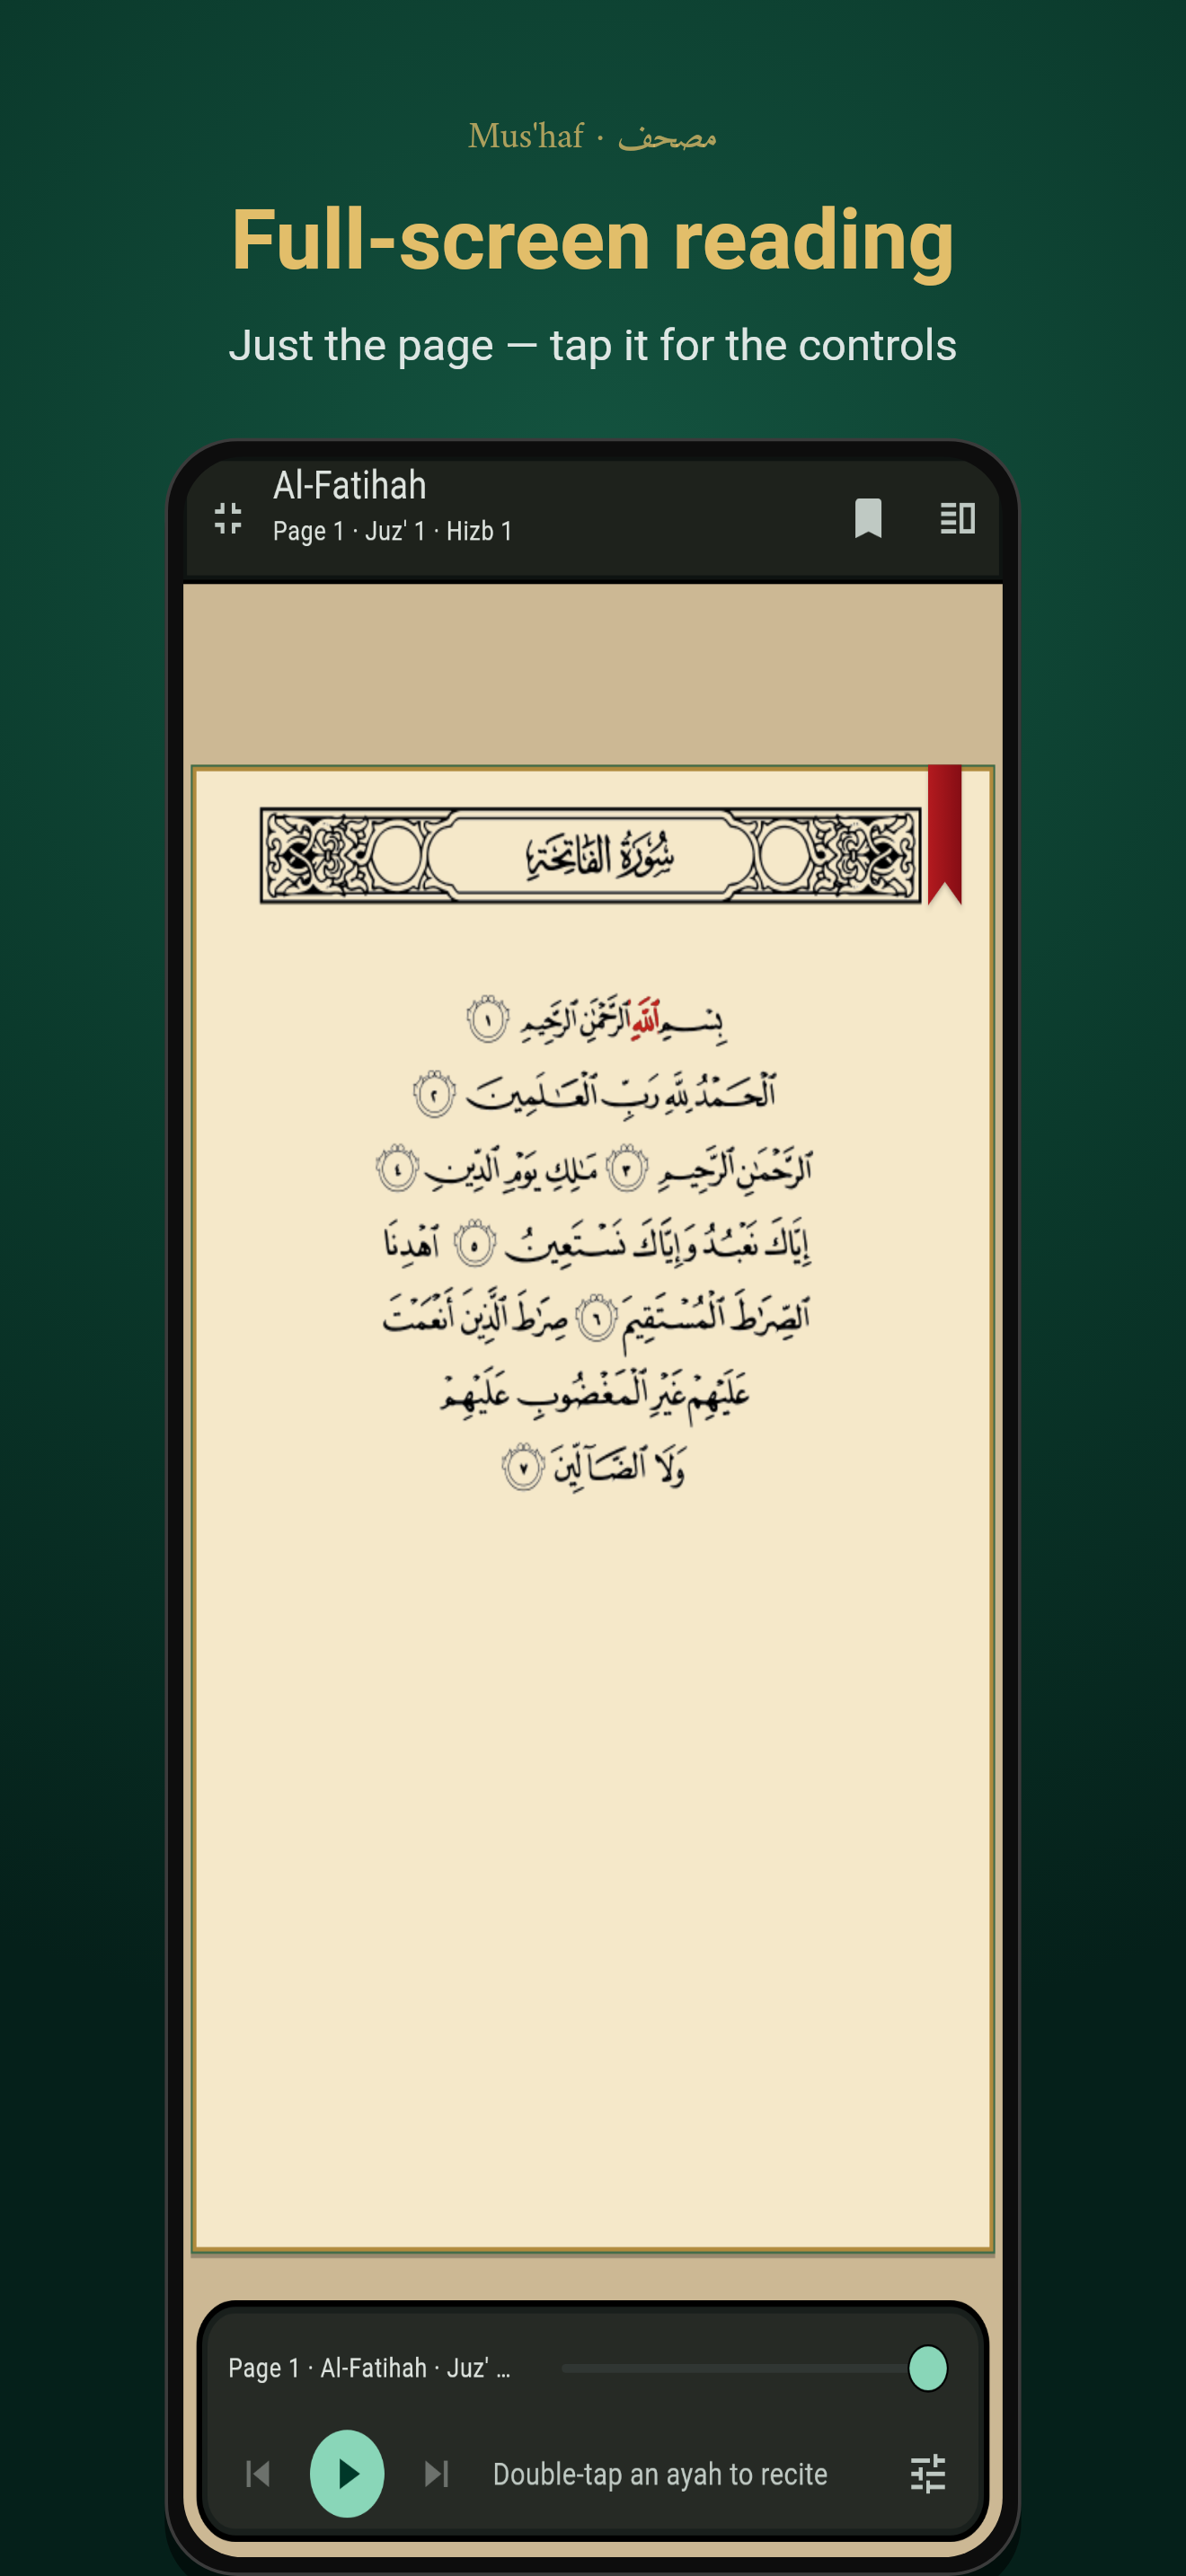 Mus'haf · مصحف
Full-screen reading
Just the page — tap it for the controls
Al-Fatihah
Page 1 · Juz' 1 · Hizb 1
سُورَةُ الفَاتِحَةِ
بِسْمِ ٱللَّهِ ٱلرَّحْمَٰنِ ٱلرَّحِيمِ ١
ٱلْحَمْدُ لِلَّهِ رَبِّ ٱلْعَٰلَمِينَ ٢
ٱلرَّحْمَٰنِ ٱلرَّحِيمِ ٣ مَٰلِكِ يَوْمِ ٱلدِّينِ ٤
إِيَّاكَ نَعْبُدُ وَإِيَّاكَ نَسْتَعِينُ ٥ ٱهْدِنَا
ٱلصِّرَٰطَ ٱلْمُسْتَقِيمَ ٦ صِرَٰطَ ٱلَّذِينَ أَنْعَمْتَ
عَلَيْهِمْ غَيْرِ ٱلْمَغْضُوبِ عَلَيْهِمْ
وَلَا ٱلضَّآلِّينَ ٧
Page 1 · Al-Fatihah · Juz' ...
Double-tap an ayah to recite